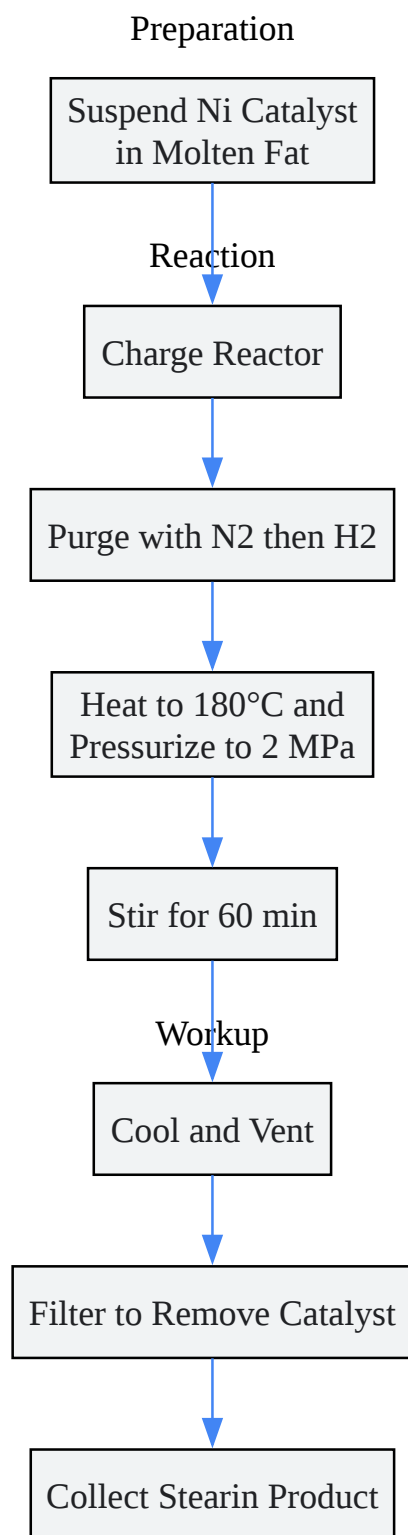 Preparation
Suspend Ni Catalyst
in Molten Fat
Reaction
Charge Reactor
Purge with N2 then H2
Heat to 180°C and
Pressurize to 2 MPa
Stir for 60 min
Workup
Cool and Vent
Filter to Remove Catalyst
Collect Stearin Product